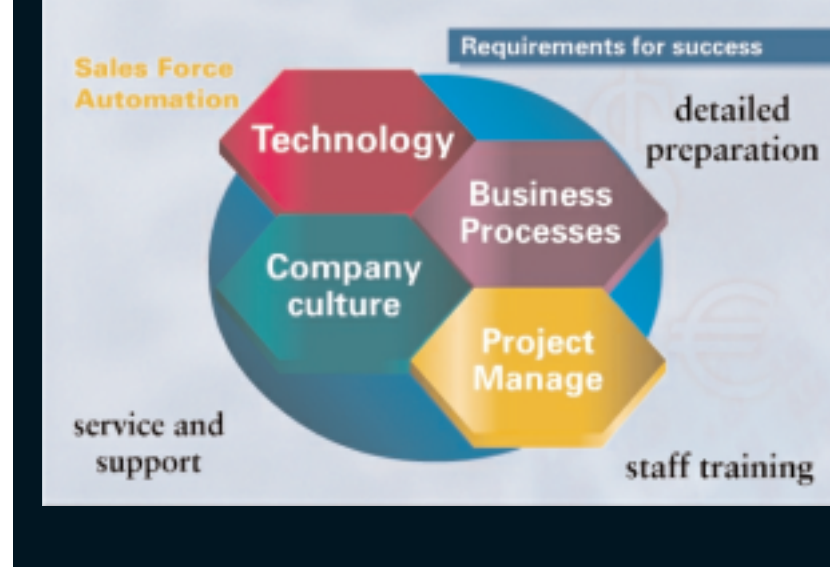 Requirements for success
Sales Force
Automation
detailed
preparation
Technology
Business
Processes
Company
culture
Project
Manage
service and
support
staff training